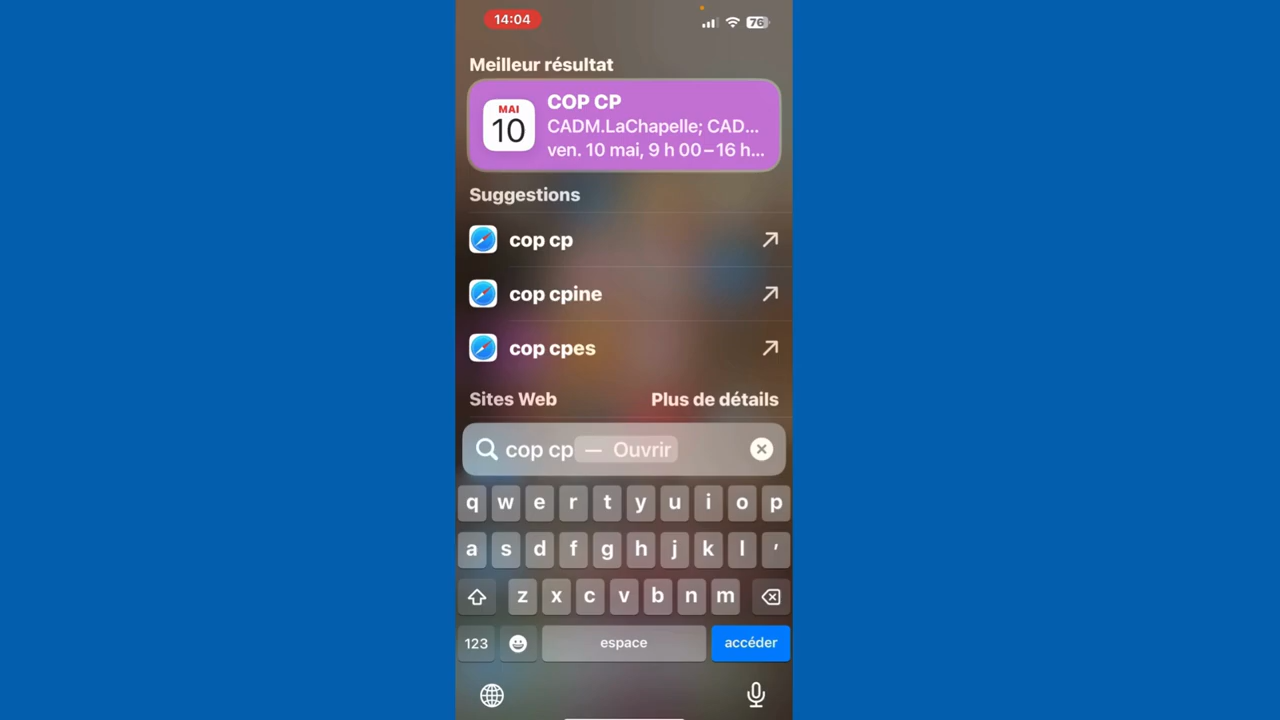 14:04
76
Meilleur résultat
MAI
10
COP CP
CADM.LaChapelle; CAD...
ven. 10 mai, 9 h 00 – 16 h...
Suggestions
cop cp
cop cpine
cop cpes
Sites Web Plus de détails
cop cp — Ouvrir
q w e r t y u i o p
a s d f g h j k l ,
z x c v b n m
123 espace accéder